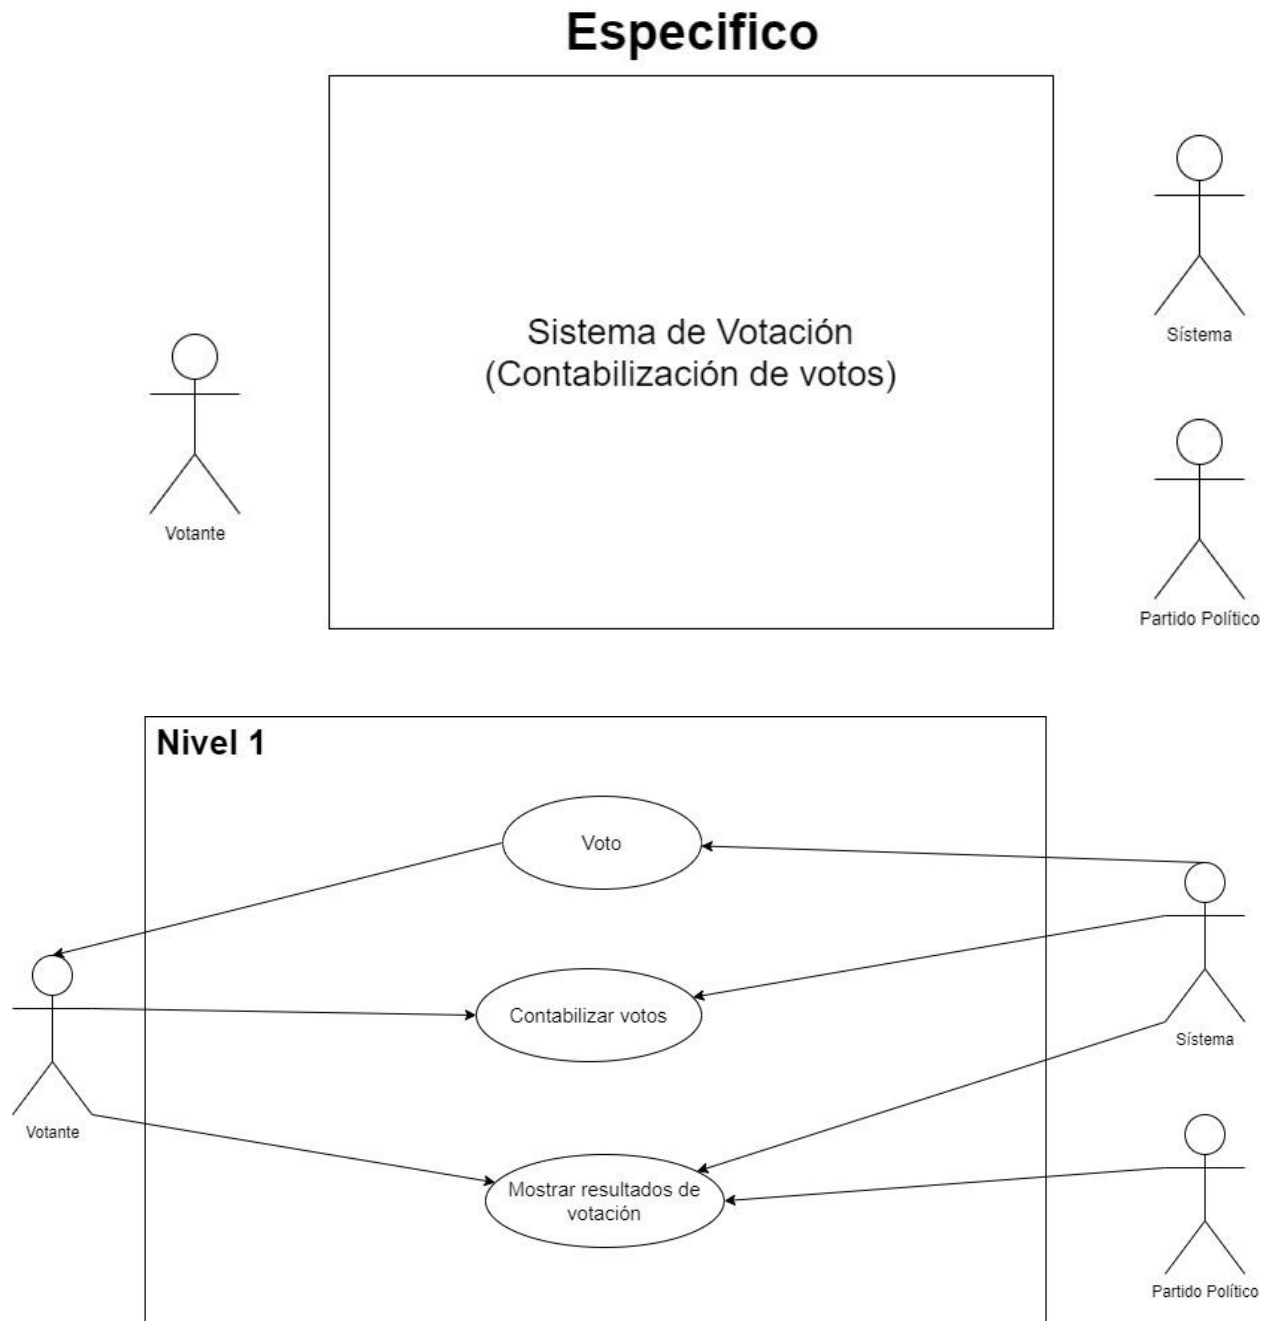 Especifico
Sistema de Votación
(Contabilización de votos)
Sístema
Votante
Partido Político
Nivel 1
Voto
Contabilizar votos
Sístema
Votante
Mostrar resultados de
votación
Partido Político